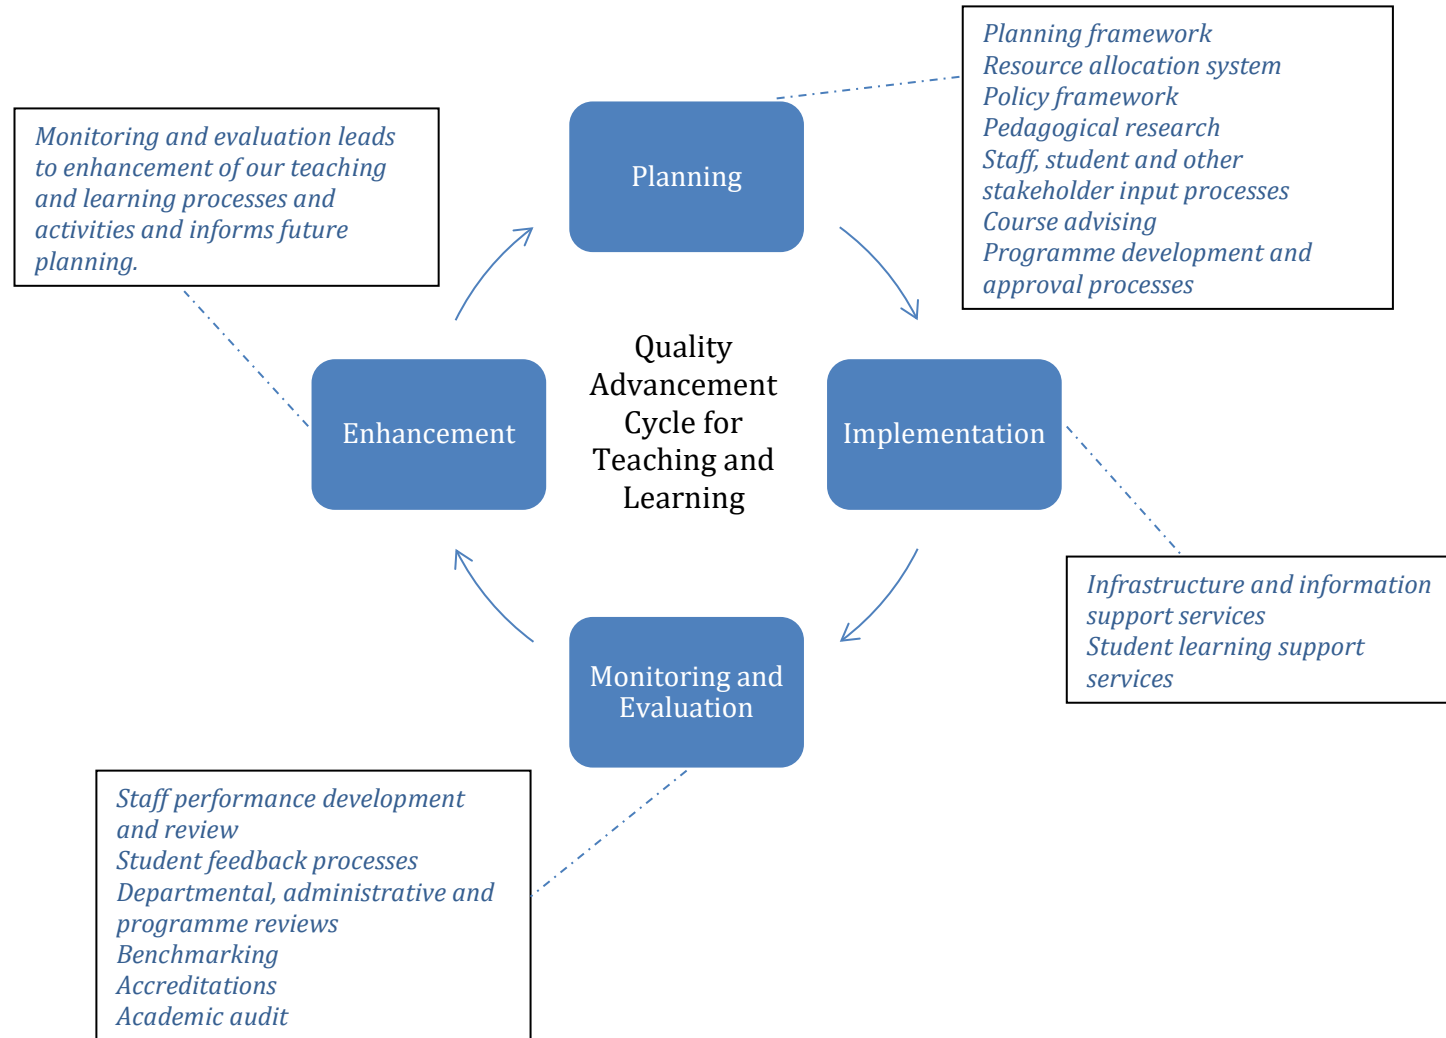 Planning framework
Resource allocation system
Policy framework
Pedagogical research
Staff, student and other
stakeholder input processes
Course advising
Programme development and
approval processes
Monitoring and evaluation leads
to enhancement of our teaching
and learning processes and
activities and informs future
planning.
Planning
Quality
Advancement
Cycle for
Teaching and
Learning
Enhancement
Implementation
Infrastructure and information
support services
Student learning support
services
Monitoring and
Evaluation
Staff performance development
and review
Student feedback processes
Departmental, administrative and
programme reviews
Benchmarking
Accreditations
Academic audit